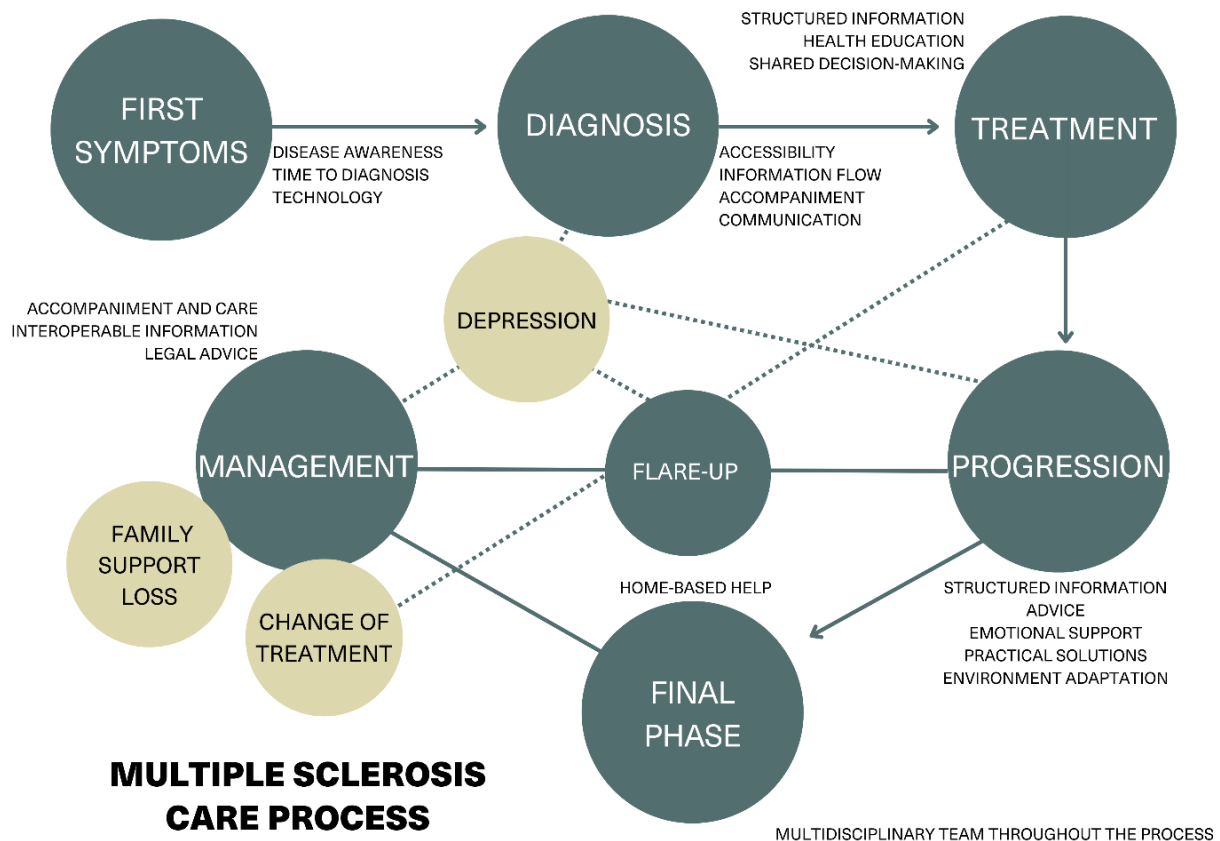 STRUCTURED INFORMATION
HEALTH EDUCATION
SHARED DECISION-MAKING
FIRST
SYMPTOMS
DIAGNOSIS
TREATMENT
DISEASE AWARENESS
TIME TO DIAGNOSIS
TECHNOLOGY
ACCESSIBILITY
INFORMATION FLOW
ACCOMPANIMENT
COMMUNICATION
ACCOMPANIMENT AND CARE
INTEROPERABLE INFORMATION
LEGAL ADVICE
DEPRESSION
MANAGEMENT
FLARE-UP
PROGRESSION
FAMILY
SUPPORT
LOSS
CHANGE OF
TREATMENT
HOME-BASED HELP
STRUCTURED INFORMATION
ADVICE
EMOTIONAL SUPPORT
PRACTICAL SOLUTIONS
ENVIRONMENT ADAPTATION
FINAL
PHASE
MULTIPLE SCLEROSIS
CARE PROCESS
MULTIDISCIPLINARY TEAM THROUGHOUT THE PROCESS